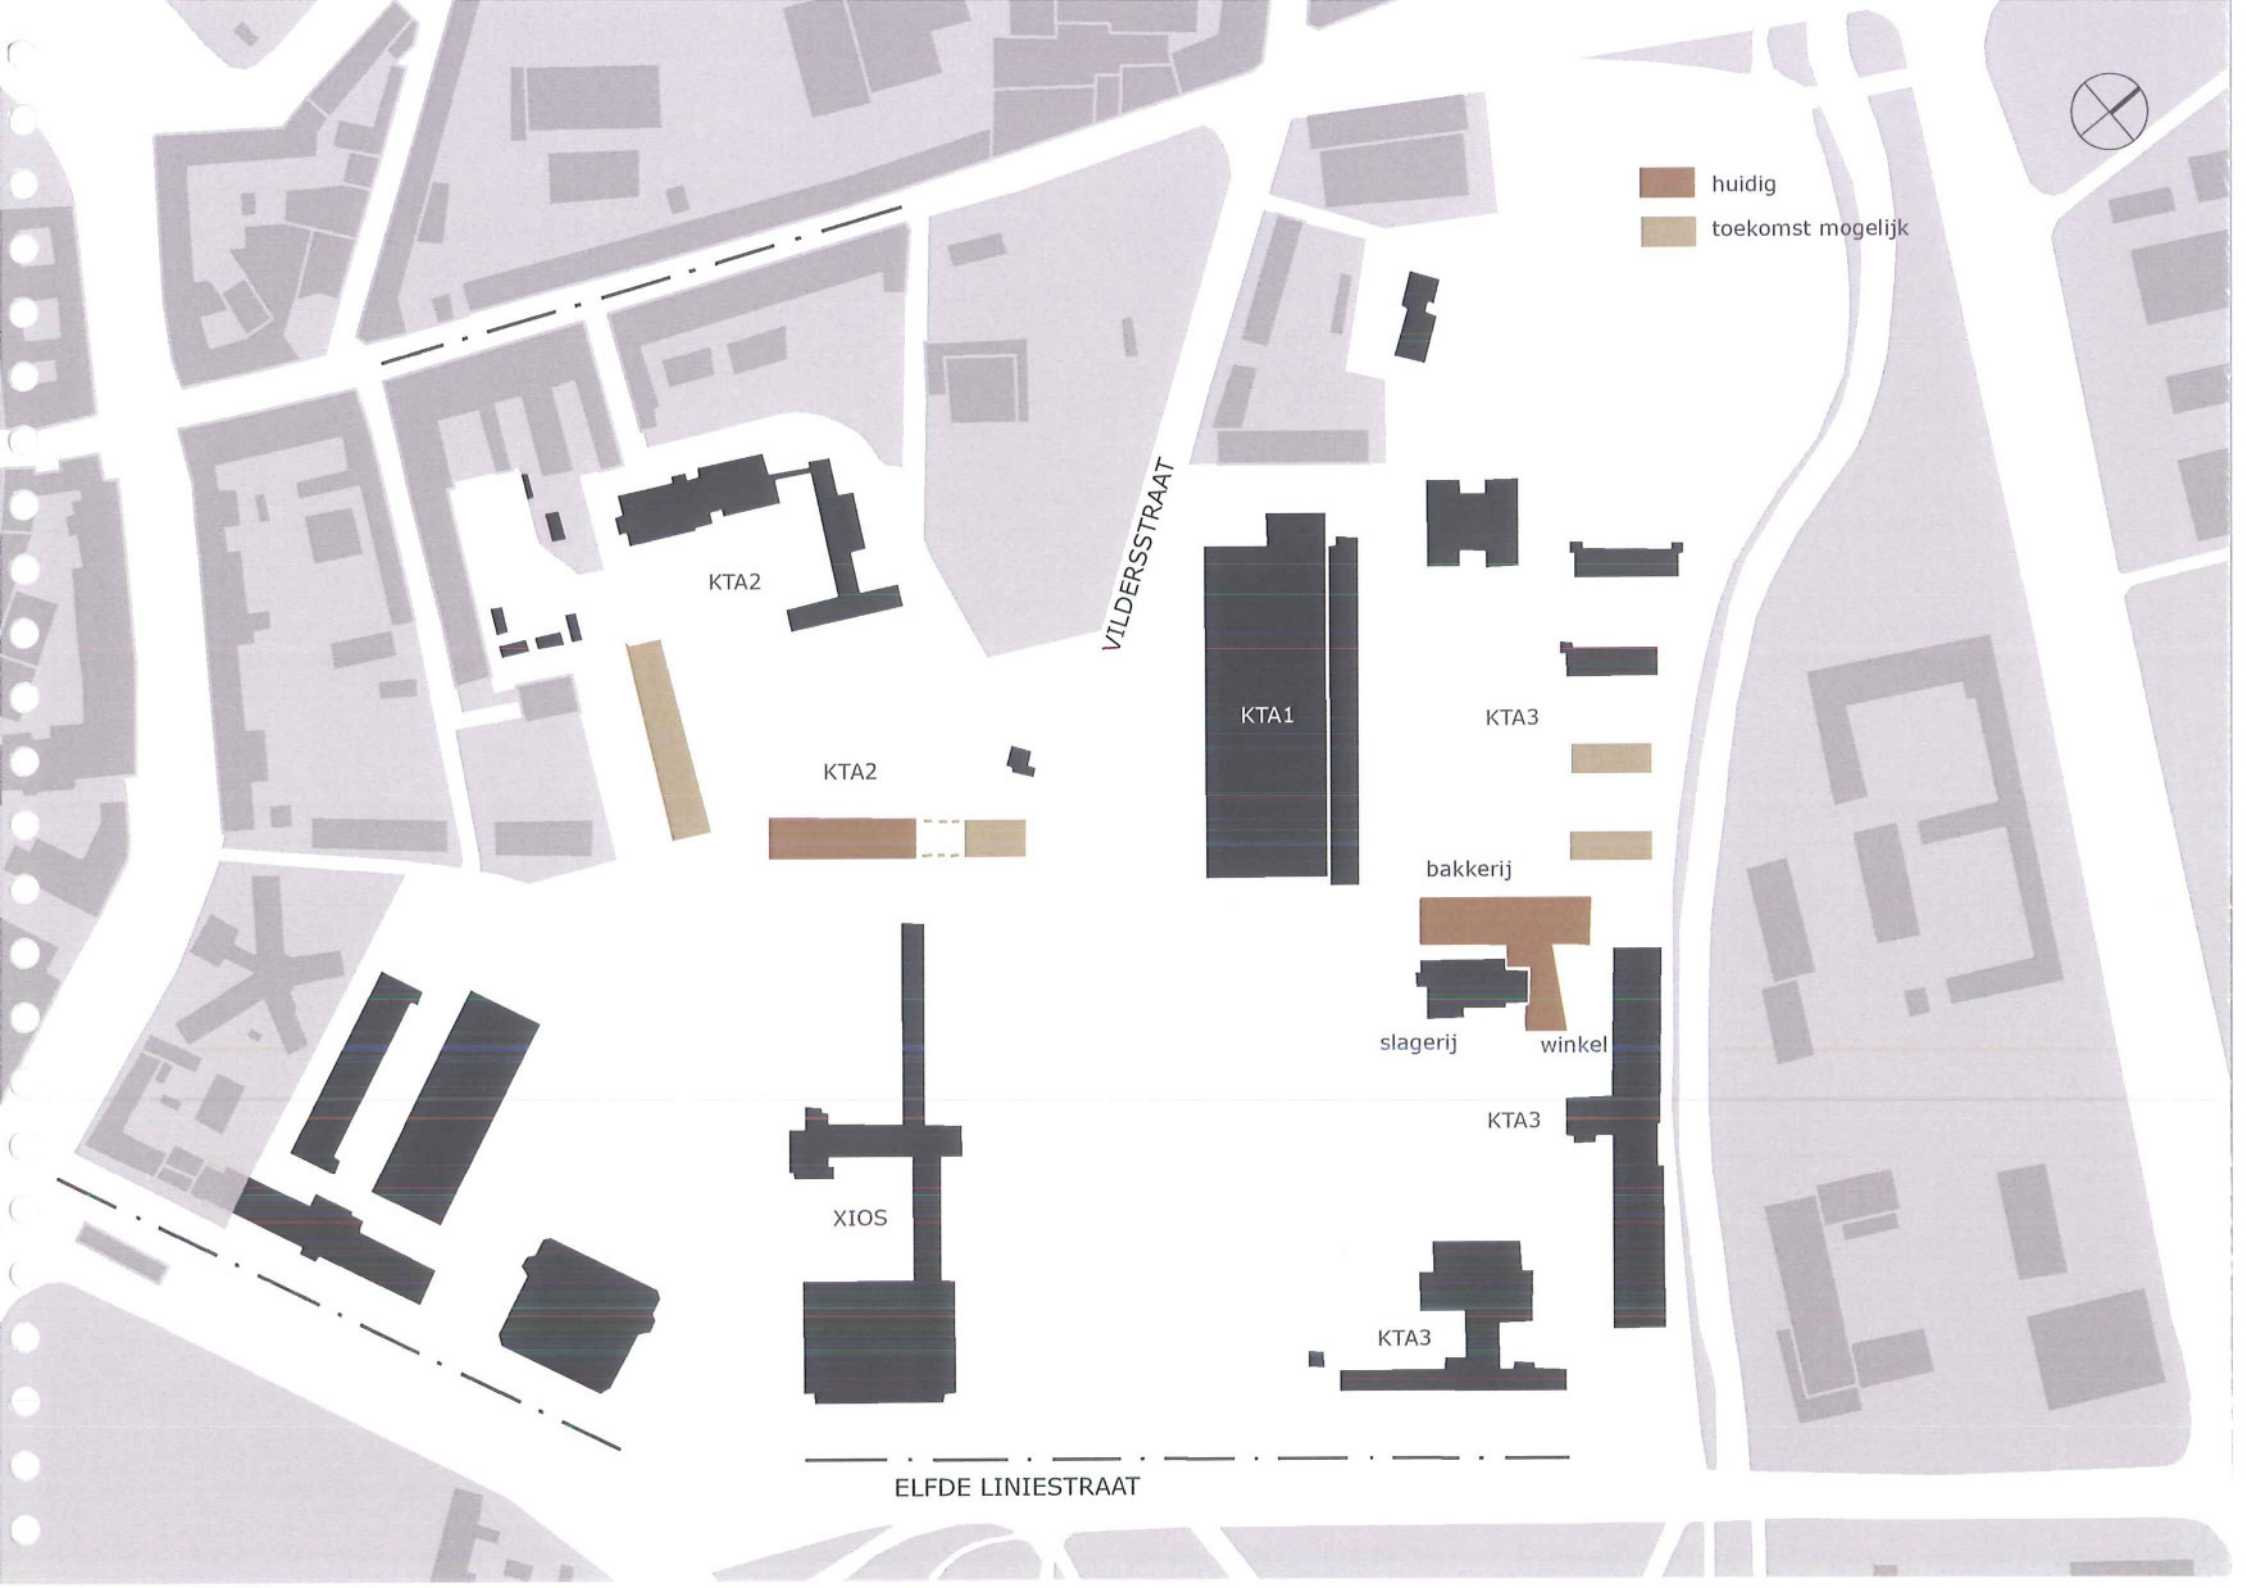 huidig
toekomst mogelijk
VILDERSSTRAAT
KTA2
KTA1
KTA3
KTA2
bakkerij
slagerij
winkel
KTA3
XIOS
KTA3
ELFDE LINIESTRAAT